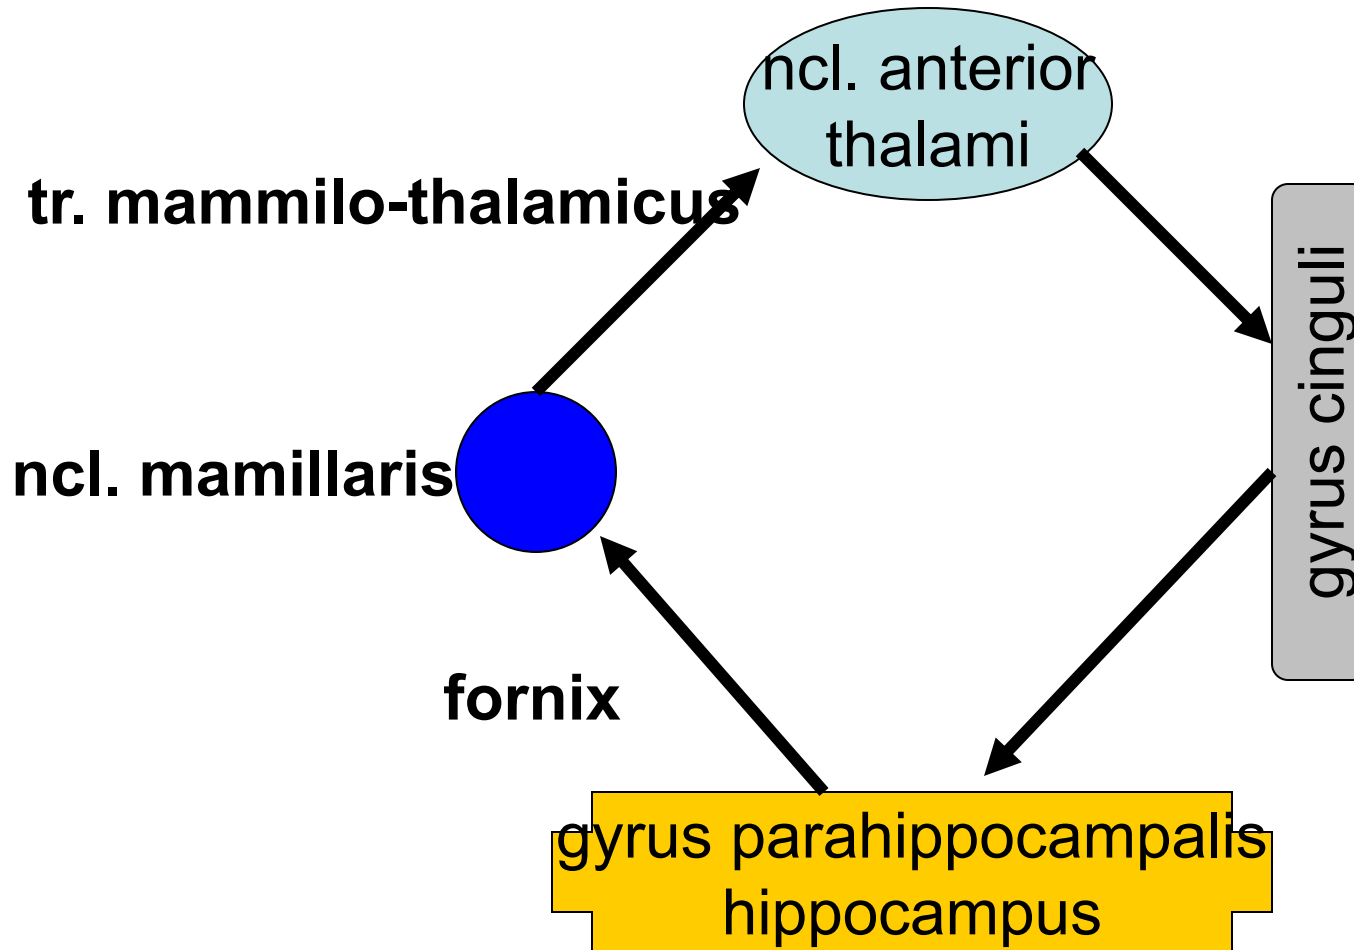 ncl. anterior
thalami
tr. mammilo-thalamicus
gyrus cinguli
ncl. mamillaris
fornix
gyrus parahippocampalis
hippocampus